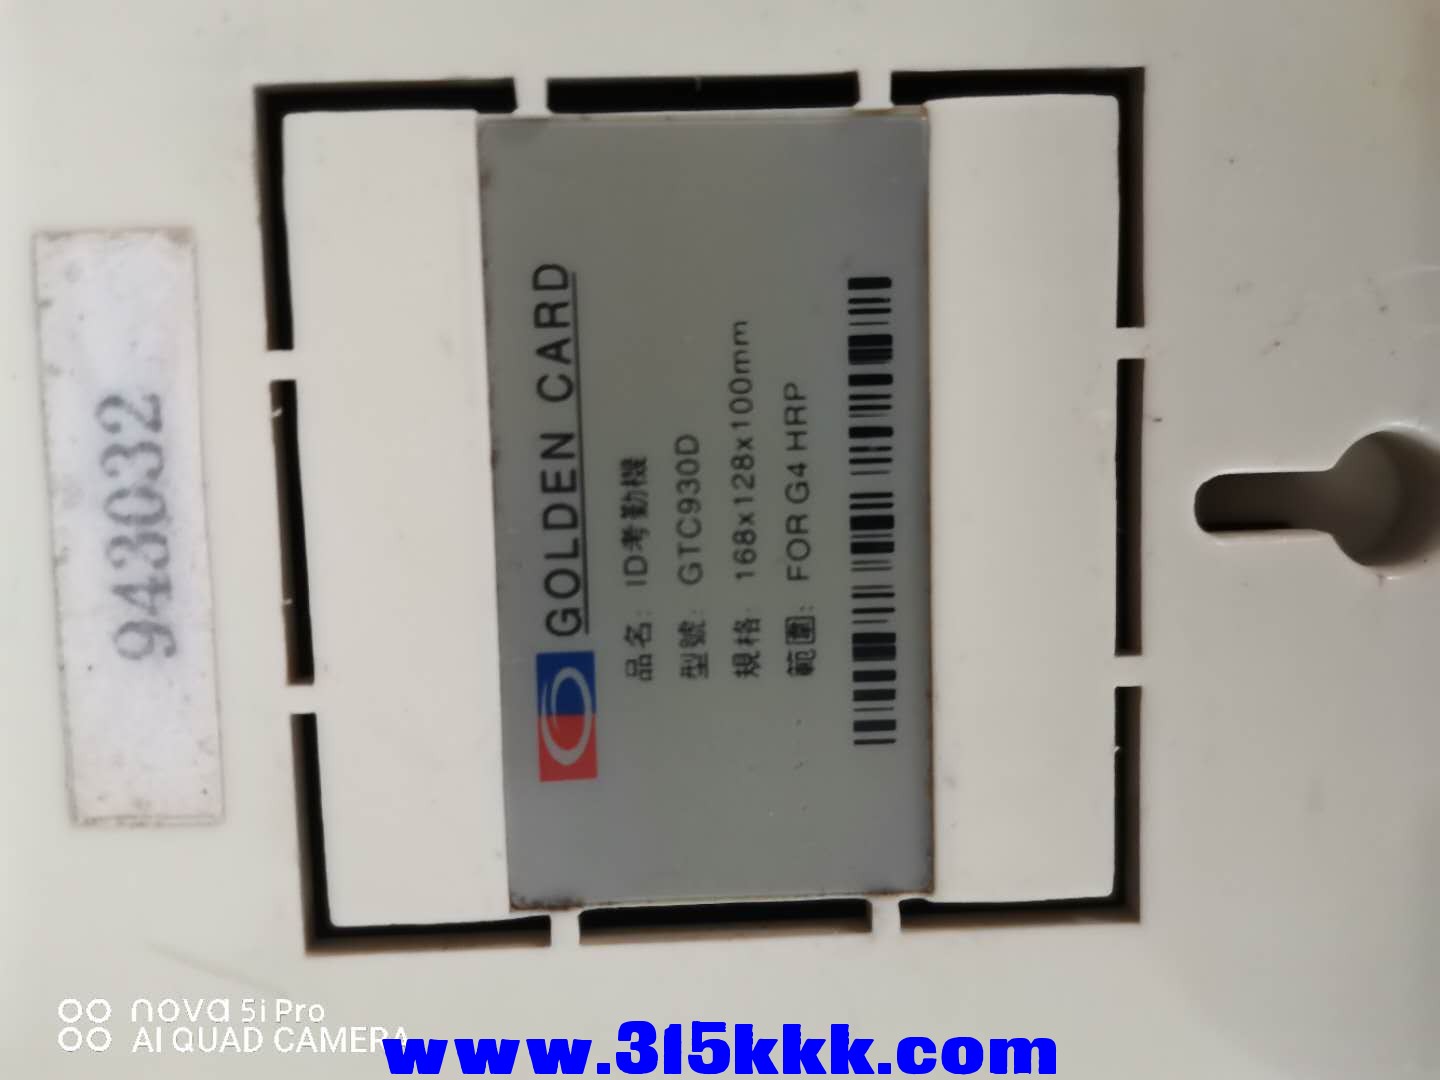 943032
GOLDEN CARD
品名: ID考勤機
型號: GTC930D
規格: 168x128x100mm
範圍: FOR G4 HRP
nova 5i Pro
AI QUAD CAMERA
www.315kkk.com